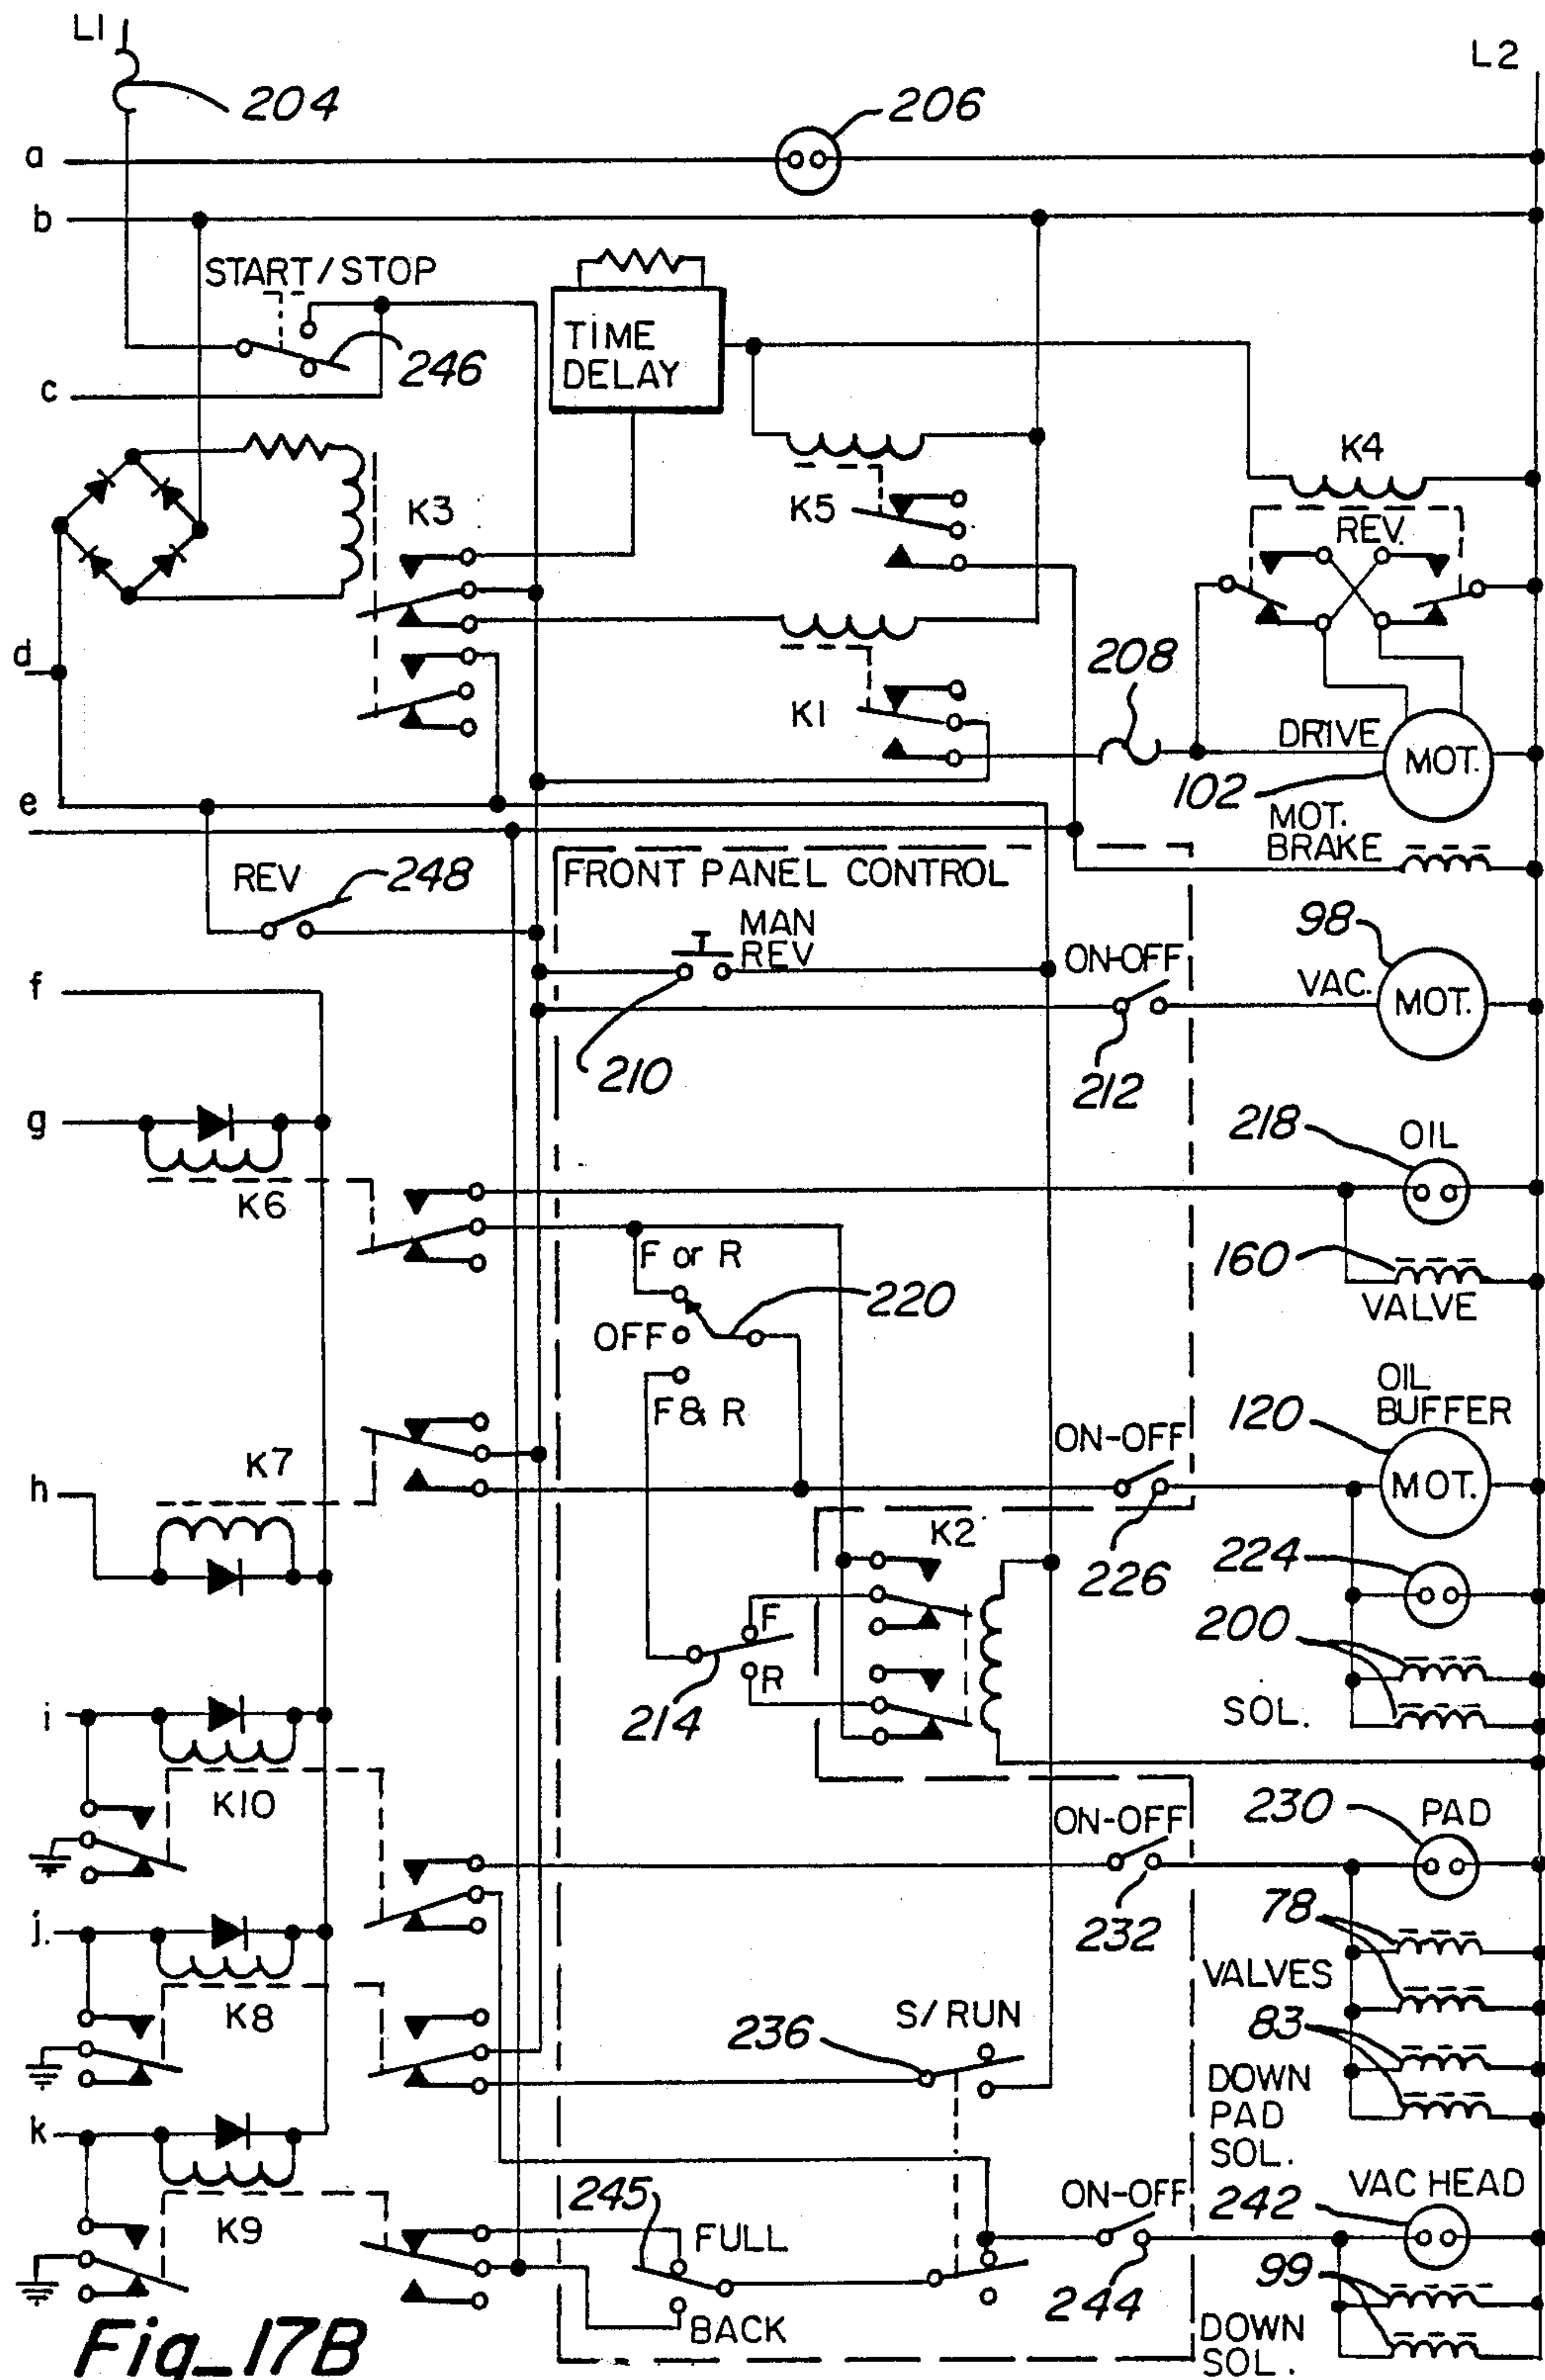 L1
L2
204
206
a
b
START/STOP
TIME
DELAY
246
c
K4
K3
K5
REV.
d
208
K1
DRIVE
MOT.
102
e
MOT.
BRAKE
REV
248
FRONT PANEL CONTROL
MAN
REV
98
ON-OFF
VAC.
MOT.
f
210
212
g
218
OIL
K6
F or R
160
220
VALVE
OFF
F & R
OIL
BUFFER
120
ON-OFF
K7
MOT.
h
K2
226
224
F
200
R
i
214
SOL.
K10
ON-OFF
230
PAD
j.
232
78
VALVES
K8
S/RUN
236
83
DOWN
PAD
SOL.
k
VAC HEAD
245
ON-OFF
242
K9
FULL
99
244
BACK
DOWN
SOL.
Fig_17B